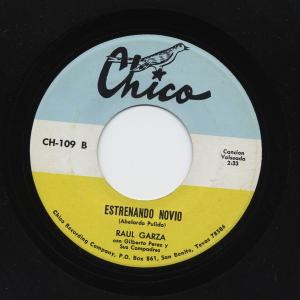 Chico
CH-109 B
Cancion
Valseada
2:33
ESTRENANDO NOVIO
(Abelardo Pulido)
RAUL GARZA
con Gilberto Perez y
Sus Compadres
Chico Recording Company, P.O. Box 861, San Benito, Texas 78586